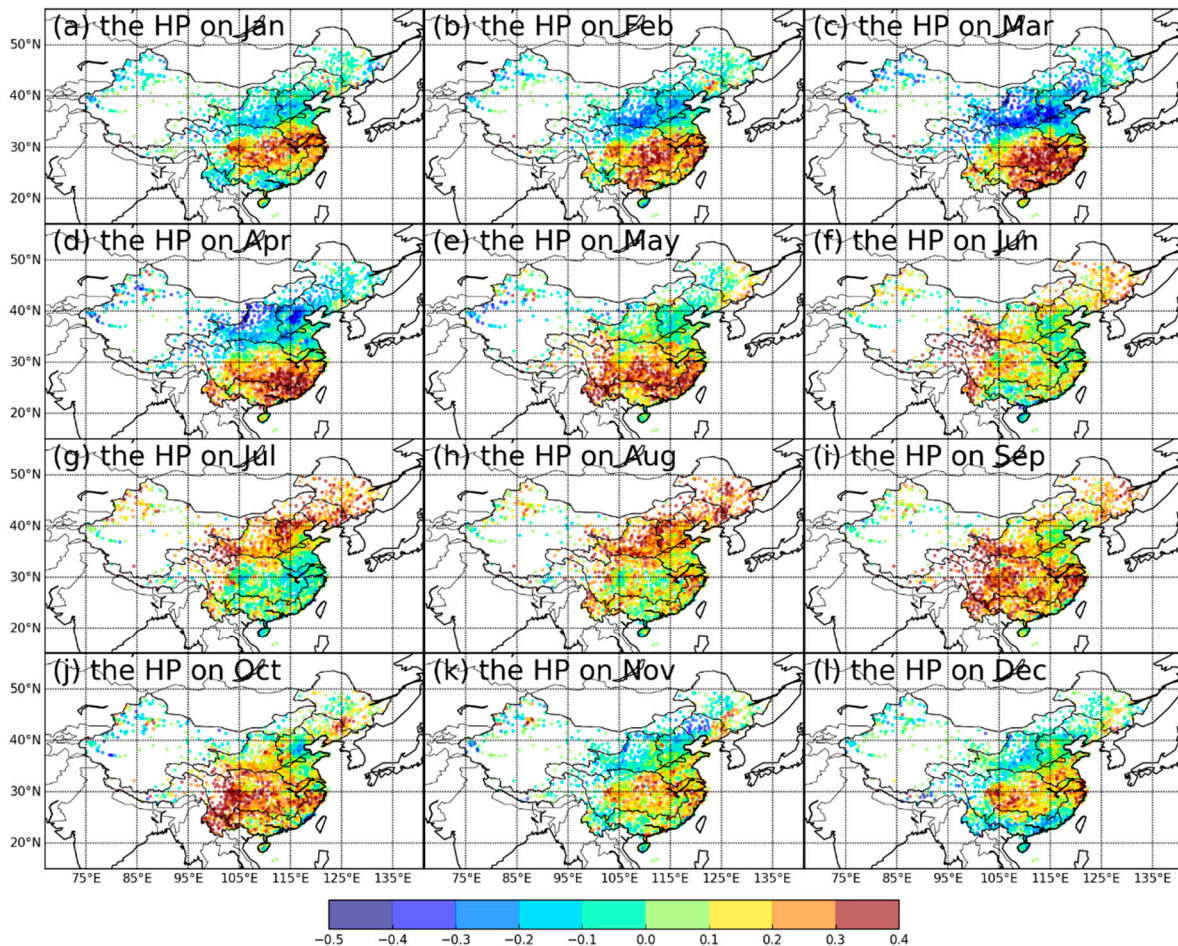 (a) the HP on Jan
(b) the HP on Feb
(c) the HP on Mar
50°N
40°N
30°N
20°N
(d) the HP on Apr
(e) the HP on May
(f) the HP on Jun
50°N
40°N
30°N
20°N
(g) the HP on Jul
(h) the HP on Aug
(i) the HP on Sep
50°N
40°N
30°N
20°N
(j) the HP on Oct
(k) the HP on Nov
(l) the HP on Dec
50°N
40°N
30°N
20°N
75°E 85°E 95°E 105°E 115°E 125°E 135°E 75°E 85°E 95°E 105°E 115°E 125°E 135°E 75°E 85°E 95°E 105°E 115°E 125°E 135°E
−0.5 −0.4 −0.3 −0.2 −0.1 0.0 0.1 0.2 0.3 0.4